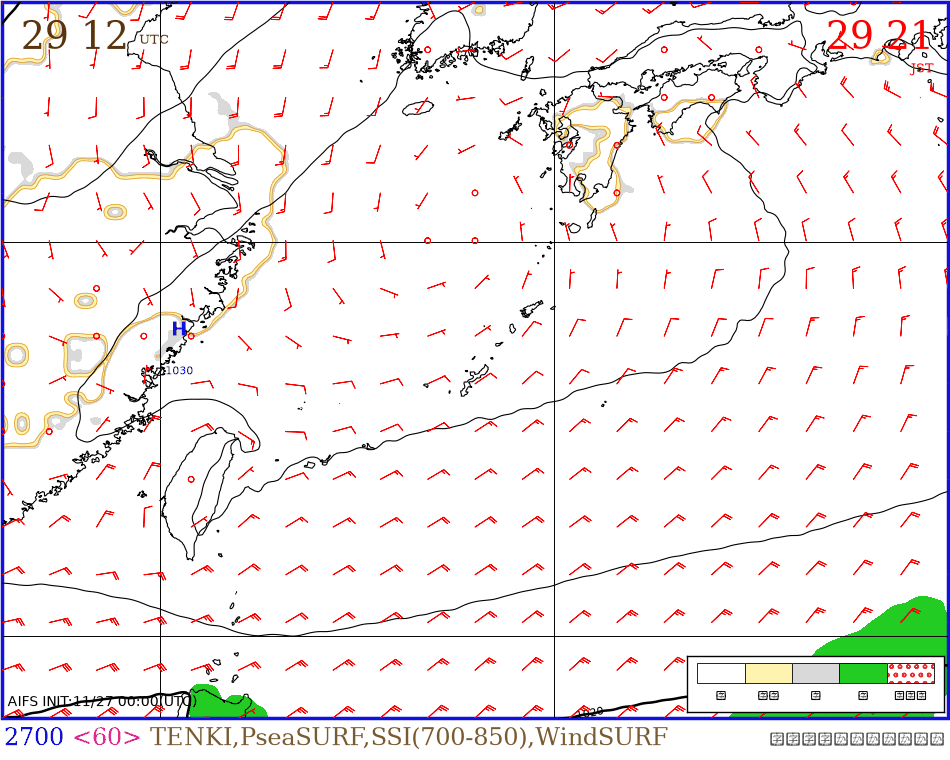 29 12 UTC
29 21 JST
H
1030
1020
AIFS INIT:11/27 00:00(UTC)
2700 <60> TENKI,PseaSURF,SSI(700-850),WindSURF